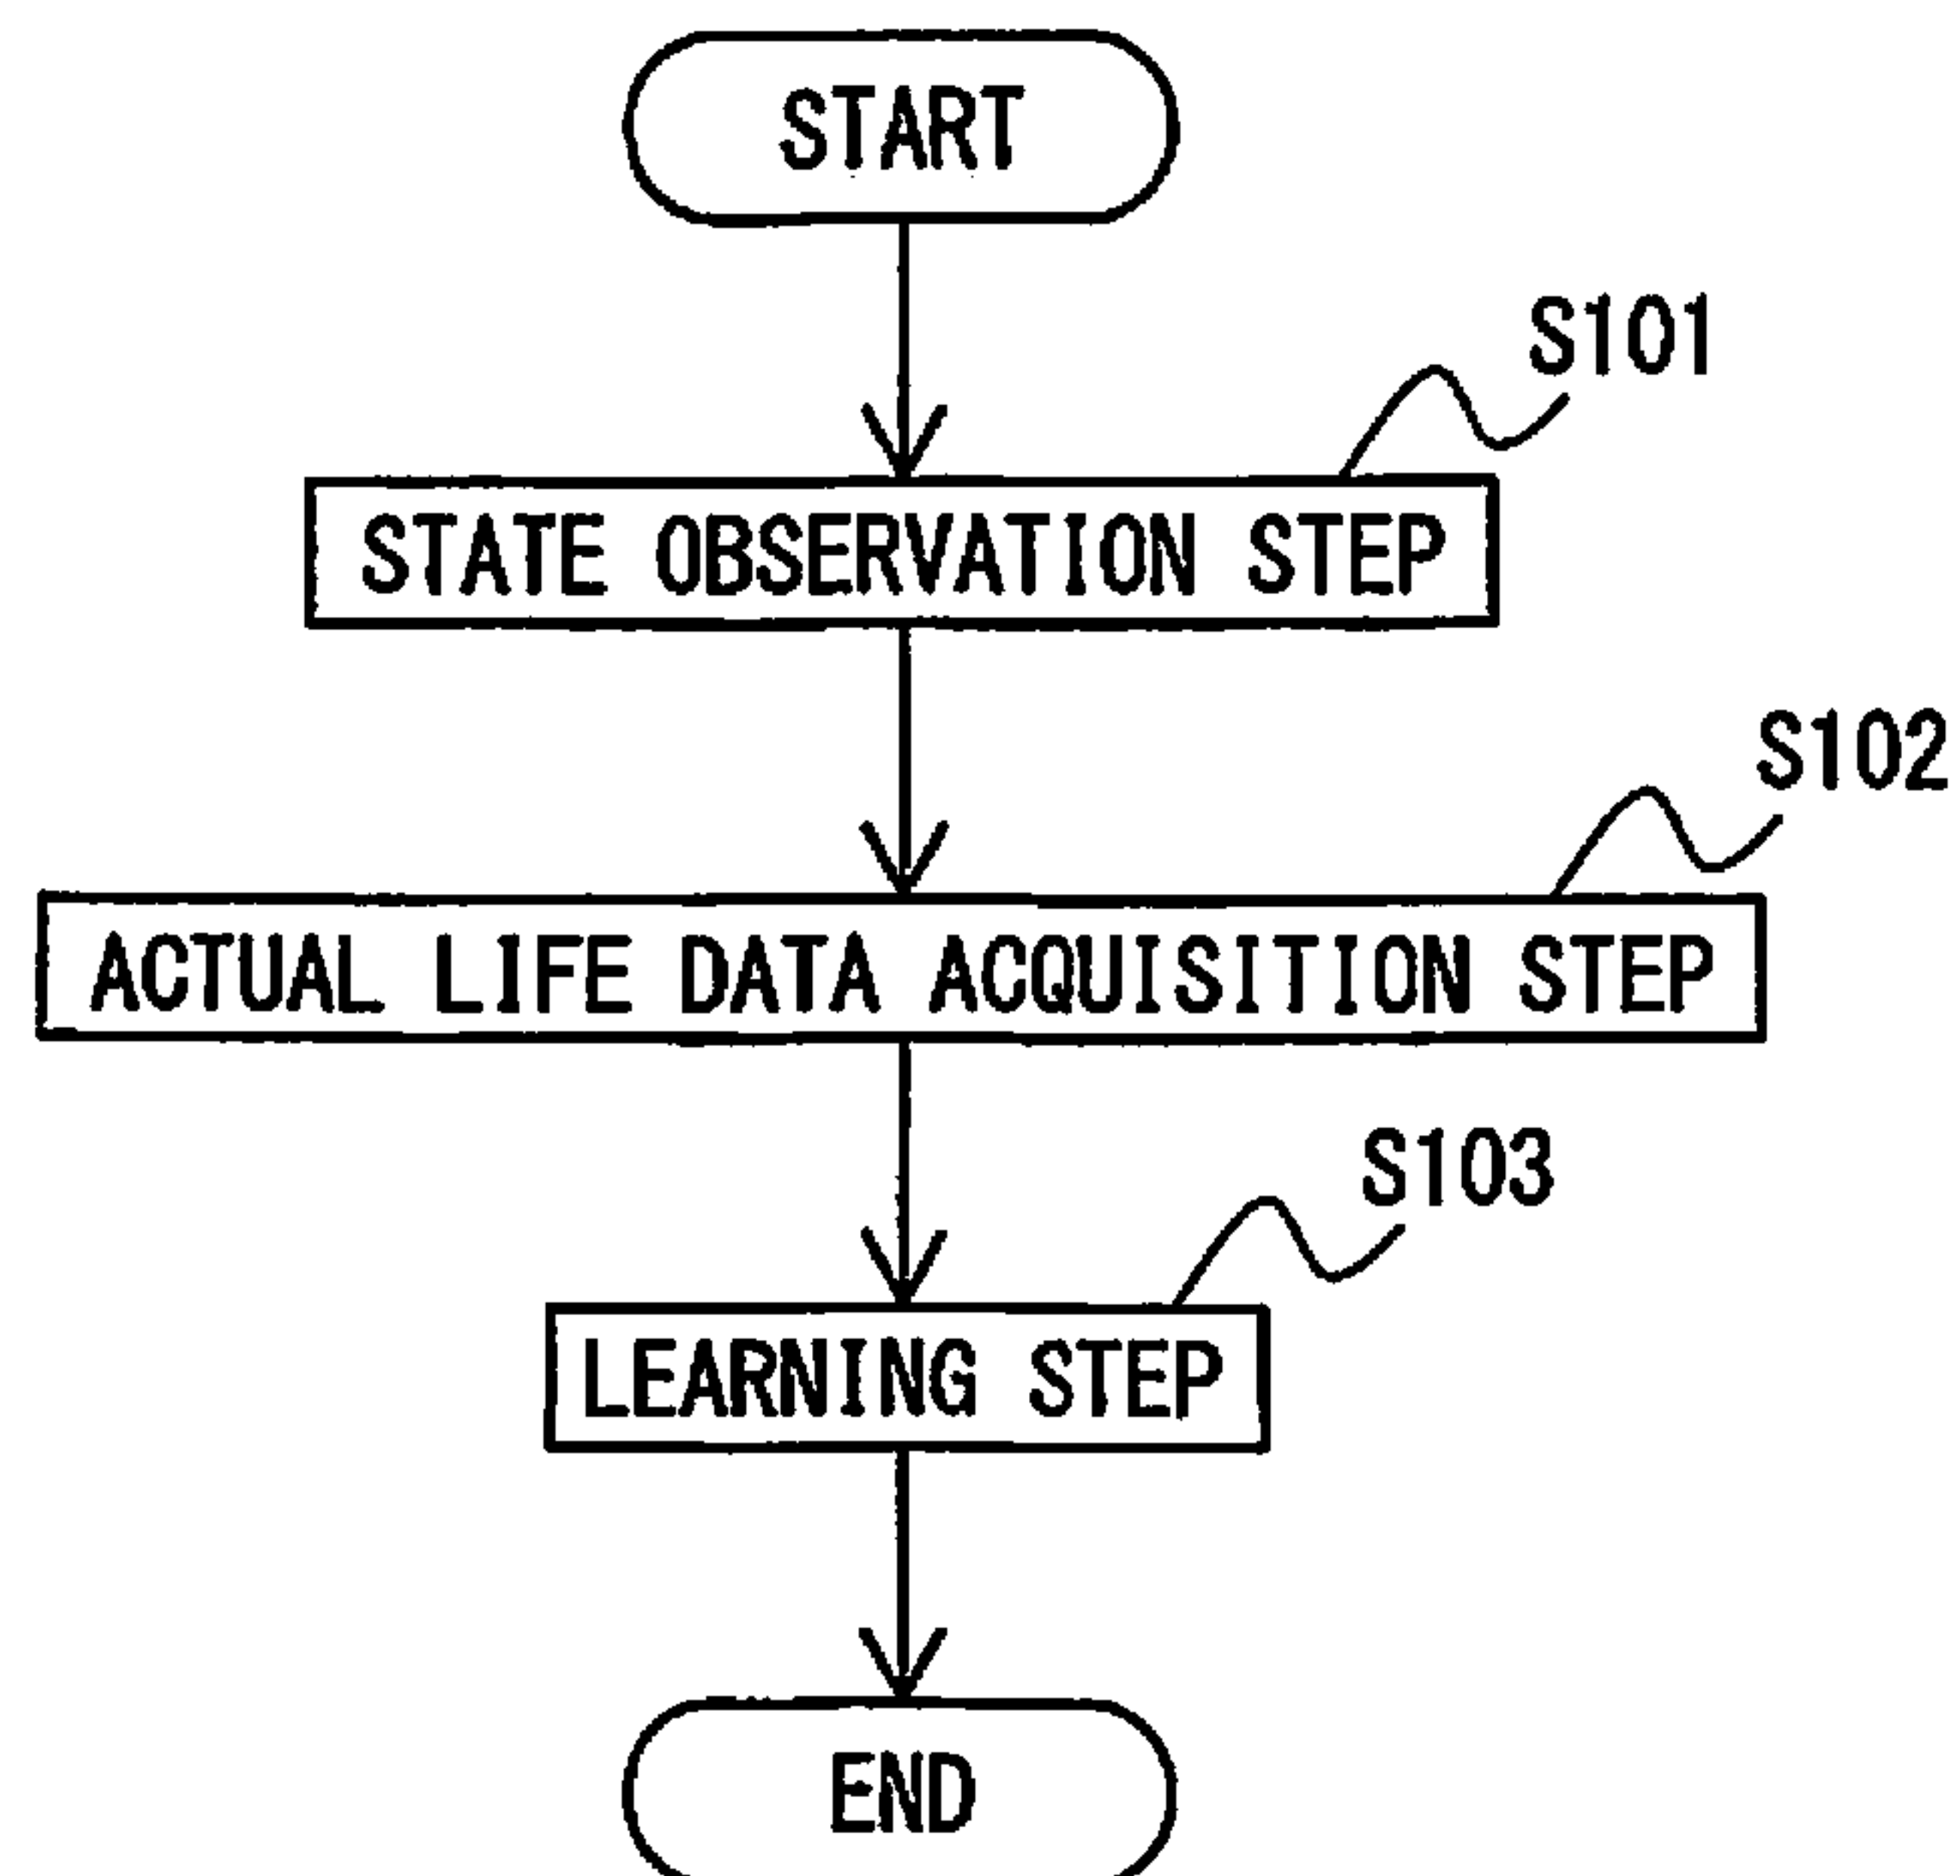 START
S101
STATE OBSERVATION STEP
S102
ACTUAL LIFE DATA ACQUISITION STEP
S103
LEARNING STEP
END